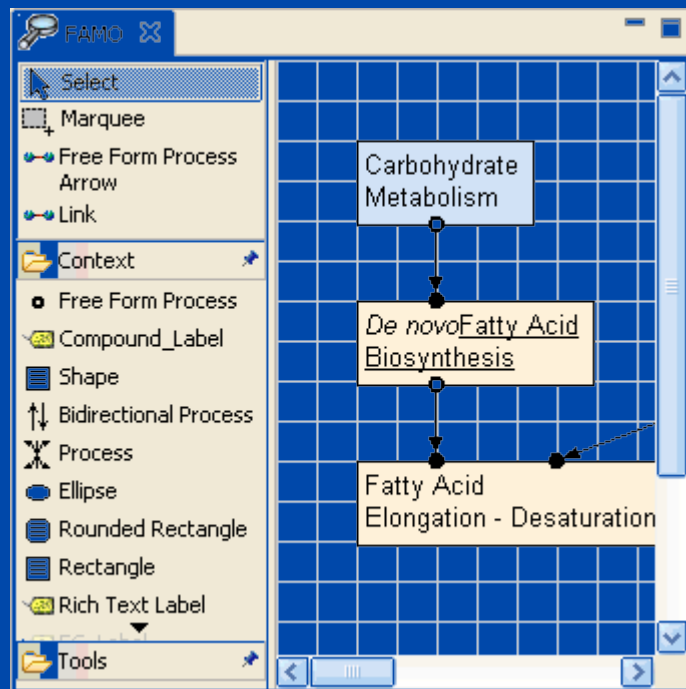 FAMO
Select
Marquee
Free Form Process
Arrow
Link
Context
Free Form Process
Compound_Label
Shape
Bidirectional Process
Process
Ellipse
Rounded Rectangle
Rectangle
Rich Text Label
Tools
Carbohydrate
Metabolism
De novoFatty Acid
Biosynthesis
Fatty Acid
Elongation - Desaturation